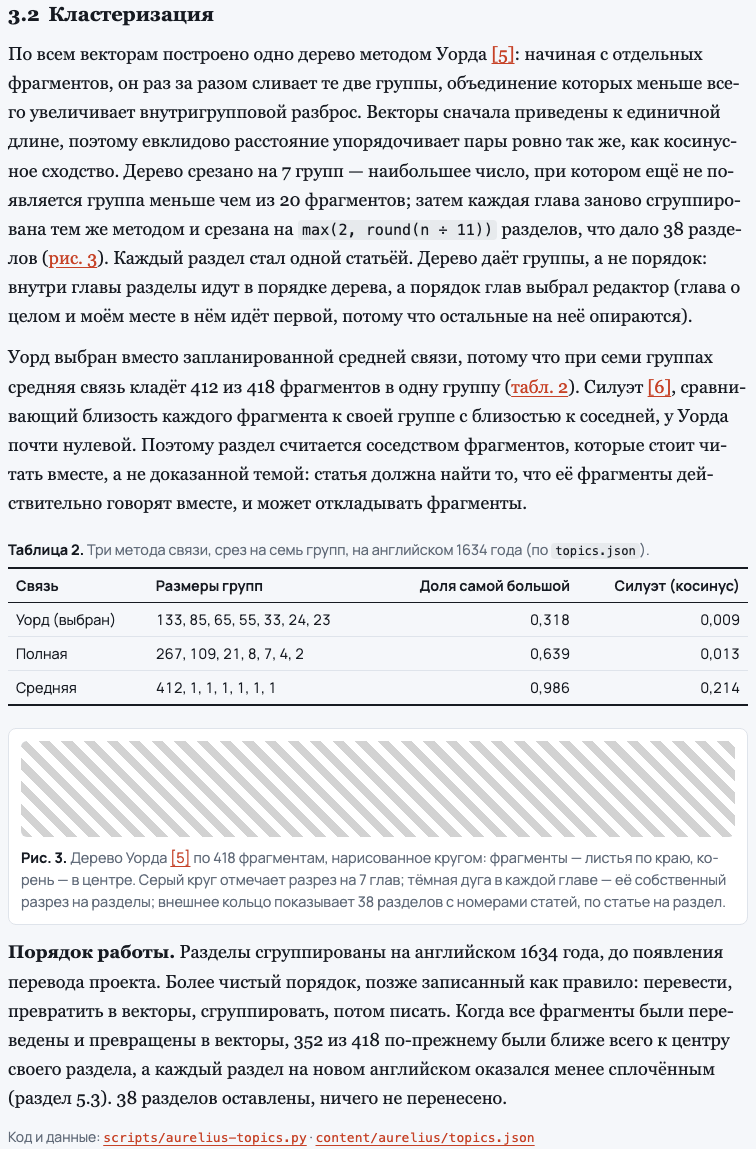 3.2 Кластеризация
По всем векторам построено одно дерево методом Уорда [5]: начиная с отдельных
фрагментов, он раз за разом сливает те две группы, объединение которых меньше все-
го увеличивает внутригрупповой разброс. Векторы сначала приведены к единичной
длине, поэтому евклидово расстояние упорядочивает пары ровно так же, как косинус-
ное сходство. Дерево срезано на 7 групп — наибольшее число, при котором ещё не по-
является группа меньше чем из 20 фрагментов; затем каждая глава заново сгруппиро-
вана тем же методом и срезана на max(2, round(n ÷ 11)) разделов, что дало 38 разде-
лов (рис. 3). Каждый раздел стал одной статьёй. Дерево даёт группы, а не порядок:
внутри главы разделы идут в порядке дерева, а порядок глав выбрал редактор (глава о
целом и моём месте в нём идёт первой, потому что остальные на неё опираются).
Уорд выбран вместо запланированной средней связи, потому что при семи группах
средняя связь кладёт 412 из 418 фрагментов в одну группу (табл. 2). Силуэт [6], сравни-
вающий близость каждого фрагмента к своей группе с близостью к соседней, у Уорда
почти нулевой. Поэтому раздел считается соседством фрагментов, которые стоит чи-
тать вместе, а не доказанной темой: статья должна найти то, что её фрагменты дей-
ствительно говорят вместе, и может откладывать фрагменты.
Таблица 2. Три метода связи, срез на семь групп, на английском 1634 года (по topics.json).
Связь Размеры групп Доля самой большой Силуэт (косинус)
Уорд (выбран) 133, 85, 65, 55, 33, 24, 23 0,318 0,009
Полная 267, 109, 21, 8, 7, 4, 2 0,639 0,013
Средняя 412, 1, 1, 1, 1, 1, 1 0,986 0,214
Рис. 3. Дерево Уорда [5] по 418 фрагментам, нарисованное кругом: фрагменты — листья по краю, ко-
рень — в центре. Серый круг отмечает разрез на 7 глав; тёмная дуга в каждой главе — её собственный
разрез на разделы; внешнее кольцо показывает 38 разделов с номерами статей, по статье на раздел.
Порядок работы. Разделы сгруппированы на английском 1634 года, до появления
перевода проекта. Более чистый порядок, позже записанный как правило: перевести,
превратить в векторы, сгруппировать, потом писать. Когда все фрагменты были пере-
ведены и превращены в векторы, 352 из 418 по-прежнему были ближе всего к центру
своего раздела, а каждый раздел на новом английском оказался менее сплочённым
(раздел 5.3). 38 разделов оставлены, ничего не перенесено.
Код и данные: scripts/aurelius-topics.py · content/aurelius/topics.json